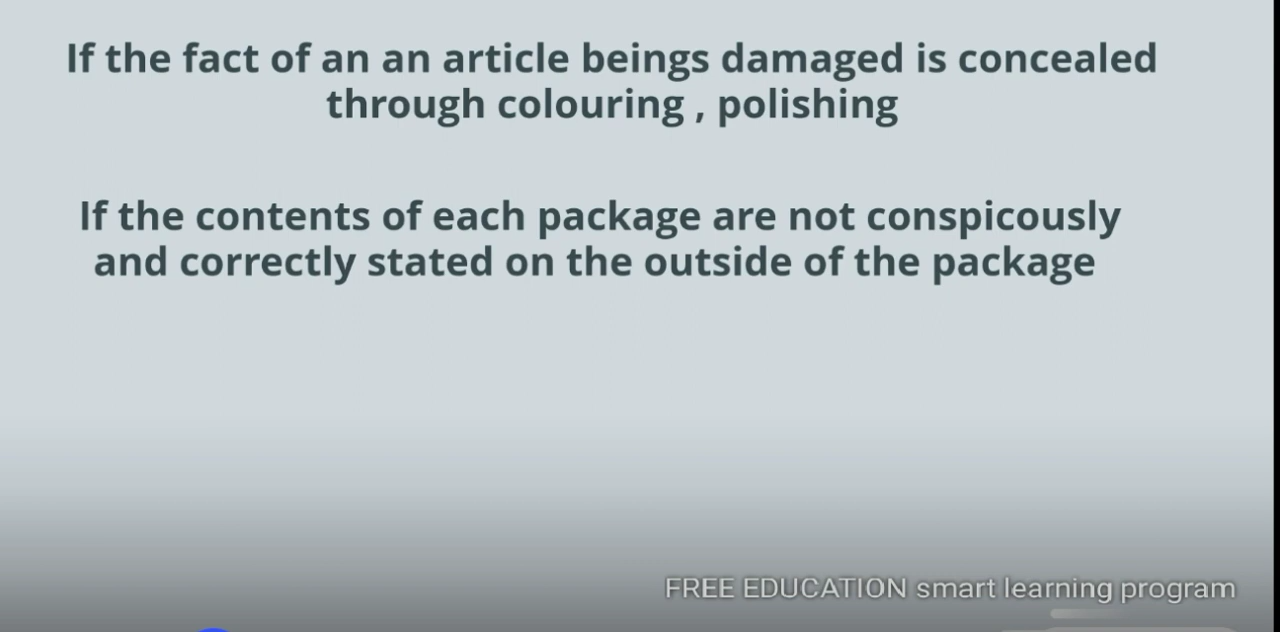 If the fact of an an article beings damaged is concealed
through colouring , polishing
If the contents of each package are not conspicously
and correctly stated on the outside of the package
FREE EDUCATION smart learning program